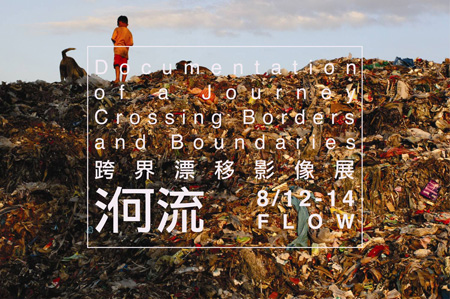 Documentation
of a Journey
Crossing Borders
and Boundaries
跨界漂移影像展
流
8/12-14
FLOW